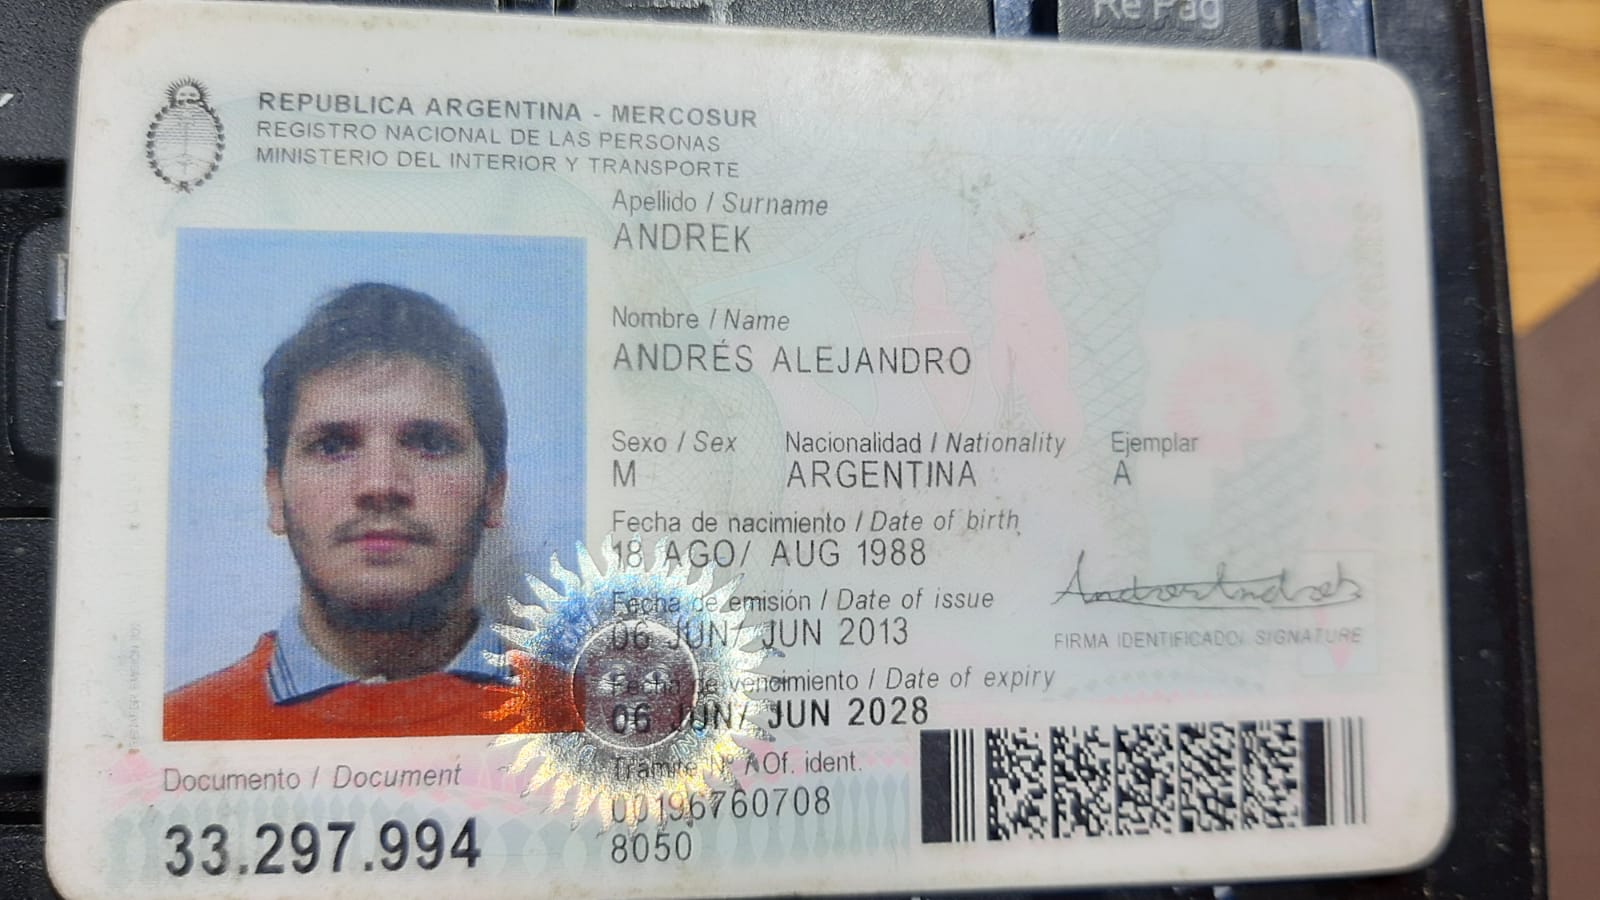 Re Pag
REPUBLICA ARGENTINA - MERCOSUR
REGISTRO NACIONAL DE LAS PERSONAS
MINISTERIO DEL INTERIOR Y TRANSPORTE
Apellido / Surname
ANDREK
Nombre / Name
ANDRÉS ALEJANDRO
Sexo / Sex Nacionalidad / Nationality Ejemplar
M ARGENTINA A
Fecha de nacimiento / Date of birth
18 AGO/ AUG 1988
Fecha de emisión / Date of issue
06 JUN/ JUN 2013
FIRMA IDENTIFICADO/ SIGNATURE
Fecha de vencimiento / Date of expiry
06 JUN/ JUN 2028
Tramite Nº / Of. ident.
00196760708
8050
Documento / Document
33.297.994